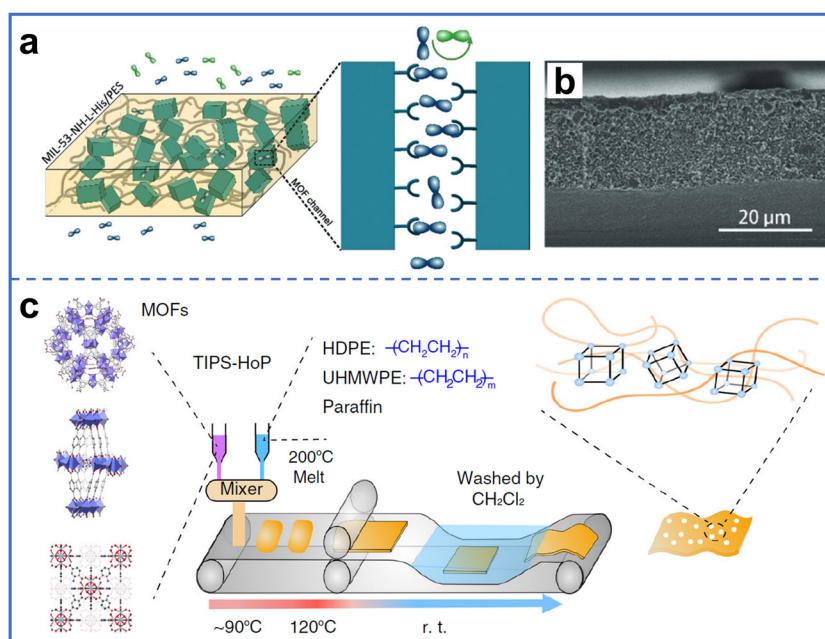 a
MIL-53-NH-L-His/PES
MOF channel
b
20 μm
c
MOFs
TIPS-HoP
HDPE: -(CH₂CH₂)ₙ
UHMWPE: -(CH₂CH₂)ₘ
Paraffin
200℃
Melt
Mixer
Washed by
CH₂Cl₂
~90℃
120℃
r. t.